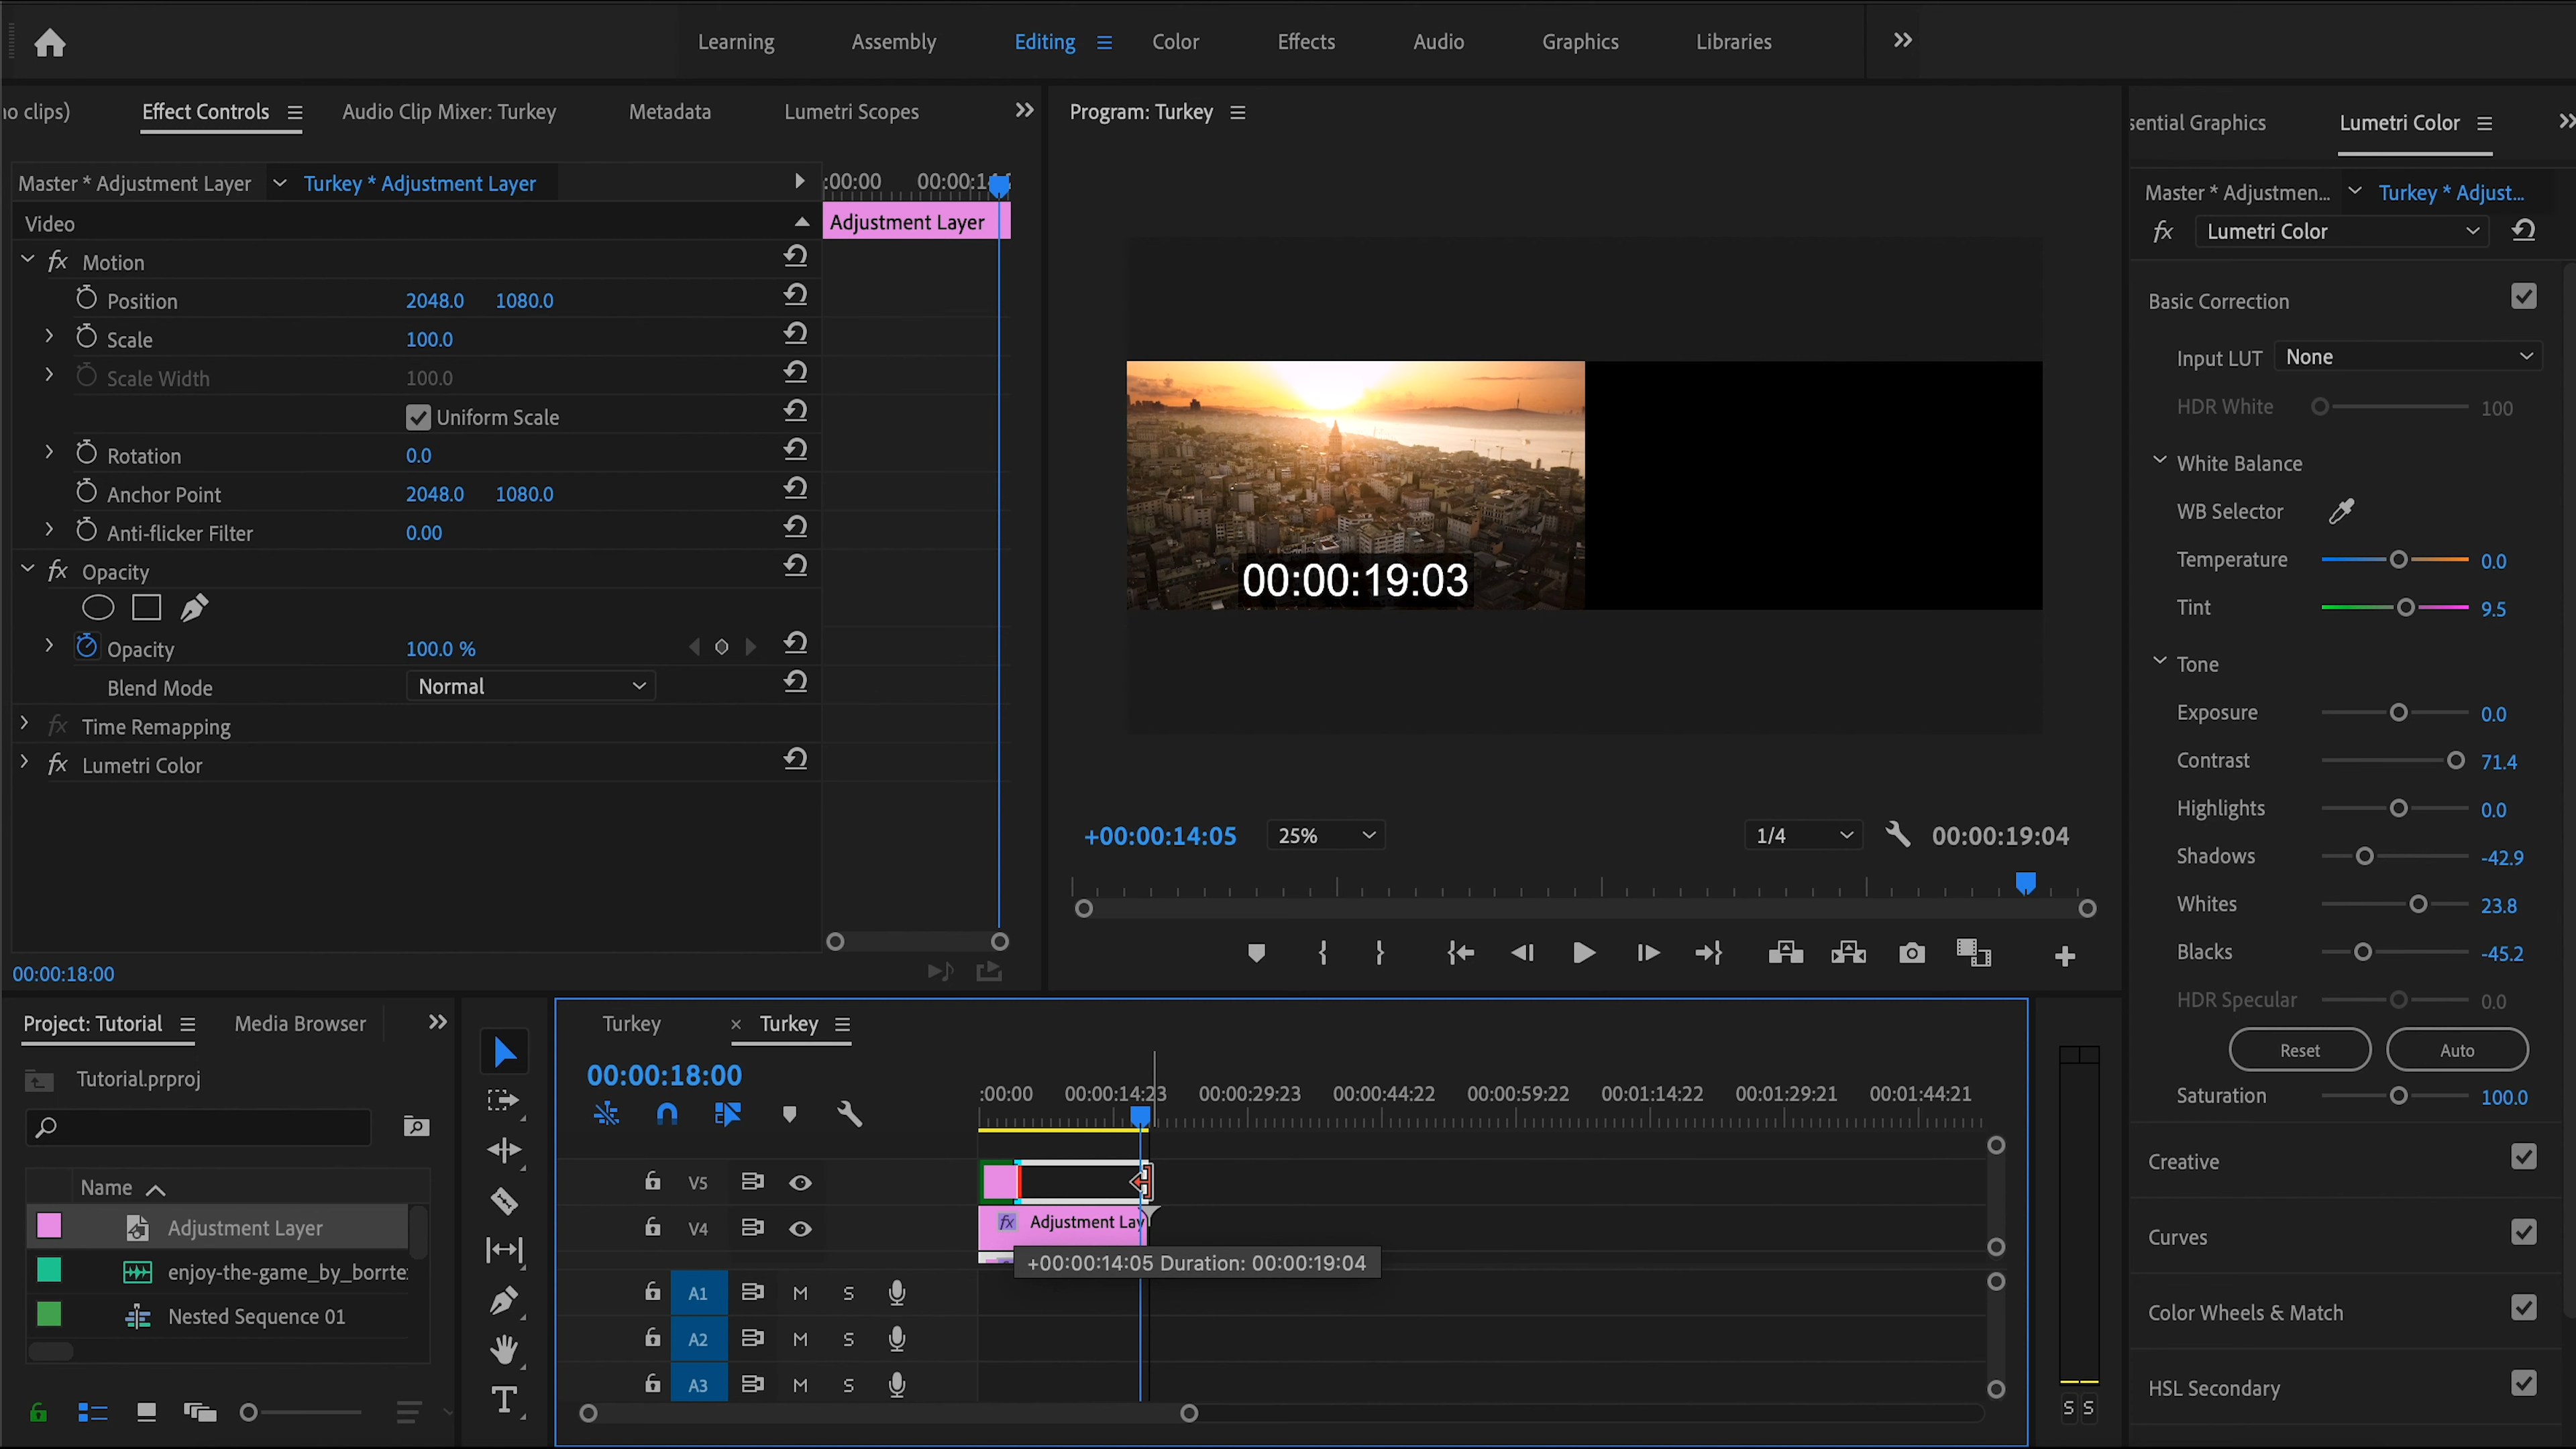 Learning Assembly Editing Color Effects Audio Graphics Libraries
no clips) Effect Controls Audio Clip Mixer: Turkey Metadata Lumetri Scopes
Master * Adjustment Layer Turkey * Adjustment Layer
:00:00 00:00:1
Video
Adjustment Layer
fx Motion
Position 2048.0 1080.0
Scale 100.0
Scale Width 100.0
Uniform Scale
Rotation 0.0
Anchor Point 2048.0 1080.0
Anti-flicker Filter 0.00
fx Opacity
Opacity 100.0 %
Blend Mode Normal
fx Time Remapping
fx Lumetri Color
00:00:18:00
Program: Turkey
00:00:19:03
+00:00:14:05 25% 1/4 00:00:19:04
sential Graphics Lumetri Color
Master * Adjustmen... Turkey * Adjust...
fx Lumetri Color
Basic Correction
Input LUT None
HDR White 100
White Balance
WB Selector
Temperature 0.0
Tint 9.5
Tone
Exposure 0.0
Contrast 71.4
Highlights 0.0
Shadows -42.9
Whites 23.8
Blacks -45.2
HDR Specular 0.0
Reset Auto
Saturation 100.0
Creative
Curves
Color Wheels & Match
HSL Secondary
Project: Tutorial Media Browser
Tutorial.prproj
Name
Adjustment Layer
enjoy-the-game_by_borrte
Nested Sequence 01
T
Turkey × Turkey
00:00:18:00
:00:00 00:00:14:23 00:00:29:23 00:00:44:22 00:00:59:22 00:01:14:22 00:01:29:21 00:01:44:21
V5
V4 fx Adjustment Lay
+00:00:14:05 Duration: 00:00:19:04
A1 M S
A2 M S
A3 M S
S S